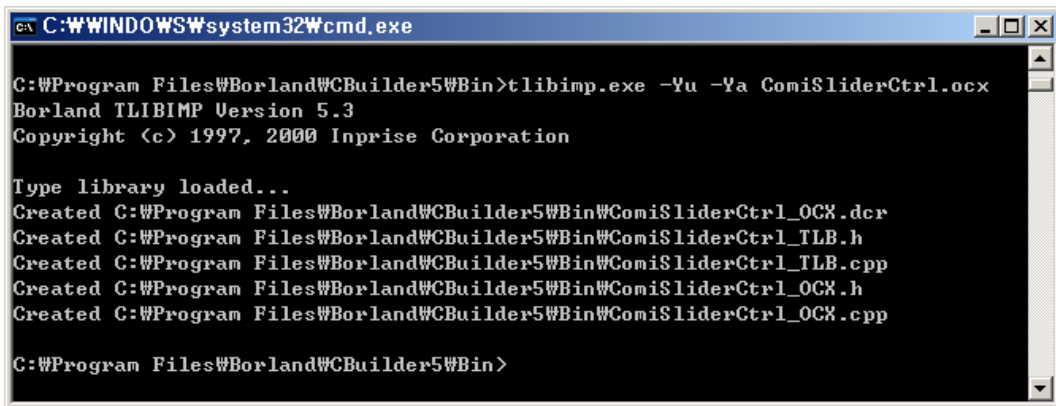 C:₩WINDOWS₩system32₩cmd.exe
C:₩Program Files₩Borland₩CBuilder5₩Bin>tlibimp.exe -Yu -Ya ComiSliderCtrl.ocx
Borland TLIBIMP Version 5.3
Copyright (c) 1997, 2000 Inprise Corporation
Type library loaded...
Created C:₩Program Files₩Borland₩CBuilder5₩Bin₩ComiSliderCtrl_OCX.dcr
Created C:₩Program Files₩Borland₩CBuilder5₩Bin₩ComiSliderCtrl_TLB.h
Created C:₩Program Files₩Borland₩CBuilder5₩Bin₩ComiSliderCtrl_TLB.cpp
Created C:₩Program Files₩Borland₩CBuilder5₩Bin₩ComiSliderCtrl_OCX.h
Created C:₩Program Files₩Borland₩CBuilder5₩Bin₩ComiSliderCtrl_OCX.cpp
C:₩Program Files₩Borland₩CBuilder5₩Bin>